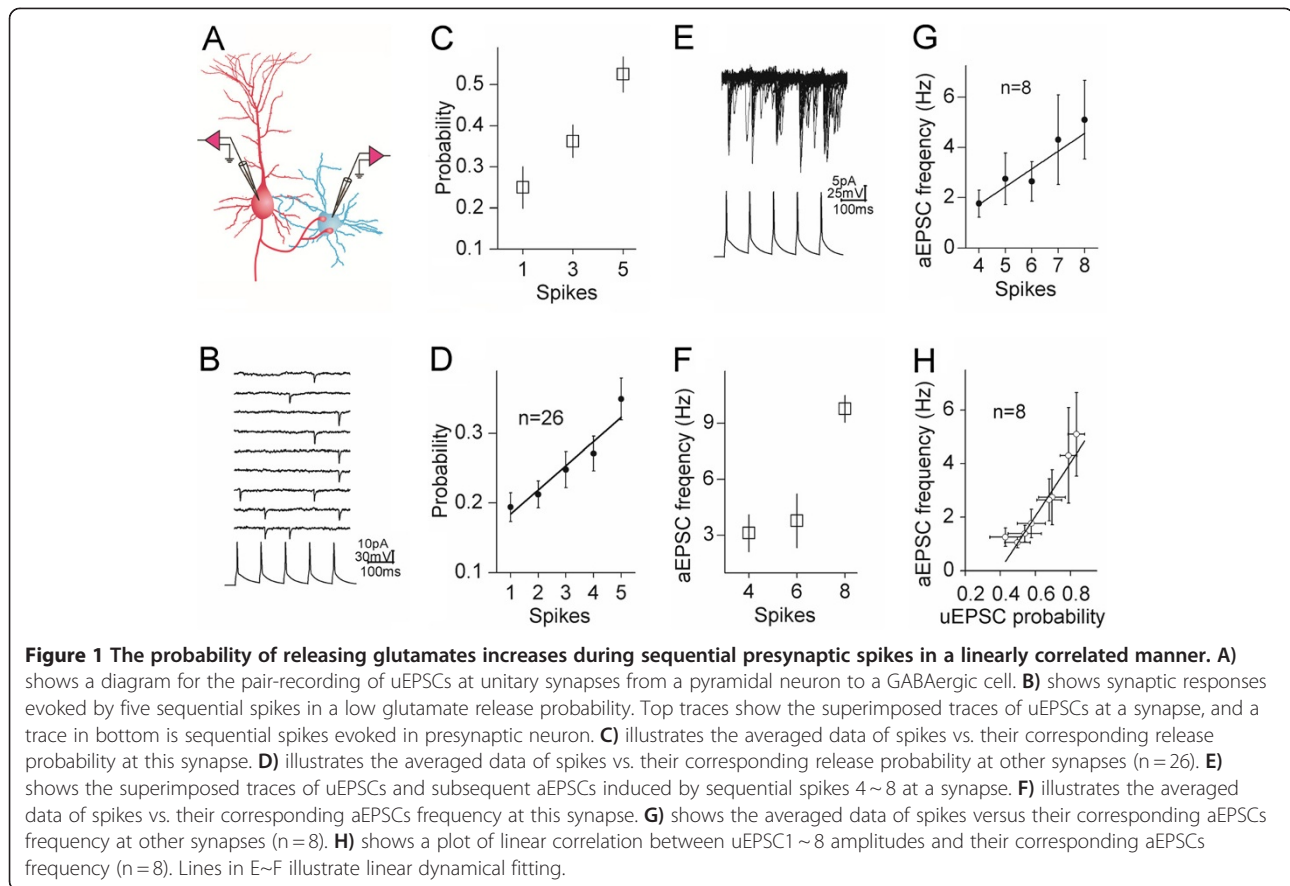 A
C
Probability
0.5
0.4
0.3
0.2
0.1
1 3 5
Spikes
E
5pA
25mV
100ms
G
aEPSC frequency (Hz)
6
4
2
0
n=8
4 5 6 7 8
Spikes
B
10pA
30mV
100ms
D
Probability
0.3
0.2
0.1
n=26
1 2 3 4 5
Spikes
F
aEPSC freqency (Hz)
9
6
3
4 6 8
Spikes
H
aEPSC frequency (Hz)
6
4
2
0
n=8
0.2 0.4 0.6 0.8
uEPSC probability
Figure 1 The probability of releasing glutamates increases during sequential presynaptic spikes in a linearly correlated manner. A)
shows a diagram for the pair-recording of uEPSCs at unitary synapses from a pyramidal neuron to a GABAergic cell. B) shows synaptic responses
evoked by five sequential spikes in a low glutamate release probability. Top traces show the superimposed traces of uEPSCs at a synapse, and a
trace in bottom is sequential spikes evoked in presynaptic neuron. C) illustrates the averaged data of spikes vs. their corresponding release
probability at this synapse. D) illustrates the averaged data of spikes vs. their corresponding release probability at other synapses (n = 26). E)
shows the superimposed traces of uEPSCs and subsequent aEPSCs induced by sequential spikes 4 ~ 8 at a synapse. F) illustrates the averaged
data of spikes vs. their corresponding aEPSCs frequency at this synapse. G) shows the averaged data of spikes versus their corresponding aEPSCs
frequency at other synapses (n = 8). H) shows a plot of linear correlation between uEPSC1 ~ 8 amplitudes and their corresponding aEPSCs
frequency (n = 8). Lines in E~F illustrate linear dynamical fitting.